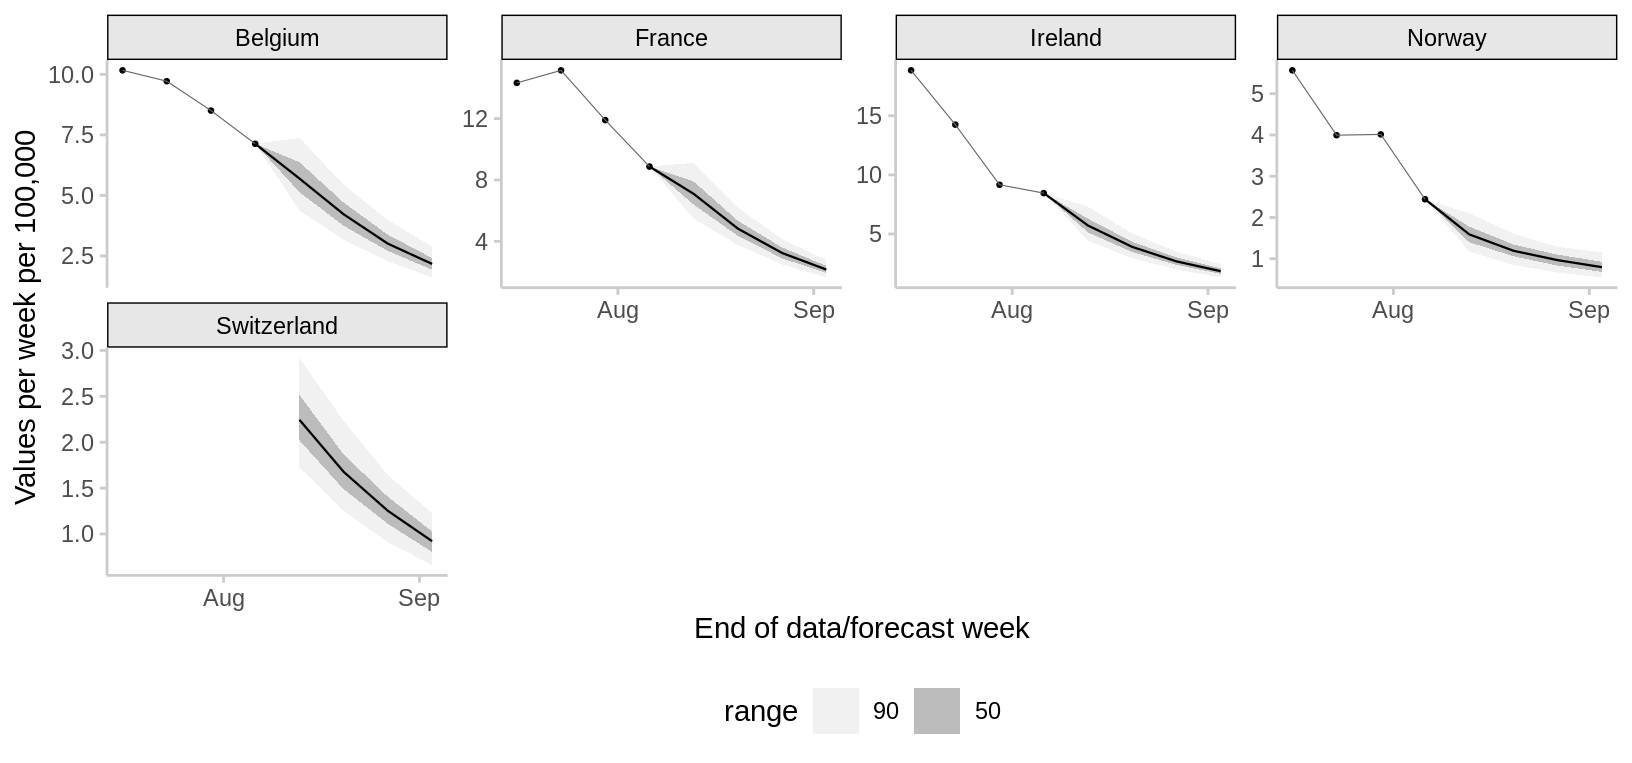 Belgium
France
Ireland
Norway
10.0
7.5
5.0
2.5
12
8
4
15
10
5
5
4
3
2
1
Aug Sep
Aug Sep
Aug Sep
Switzerland
3.0
2.5
2.0
1.5
1.0
Aug Sep
Values per week per 100,000
End of data/forecast week
range 90 50